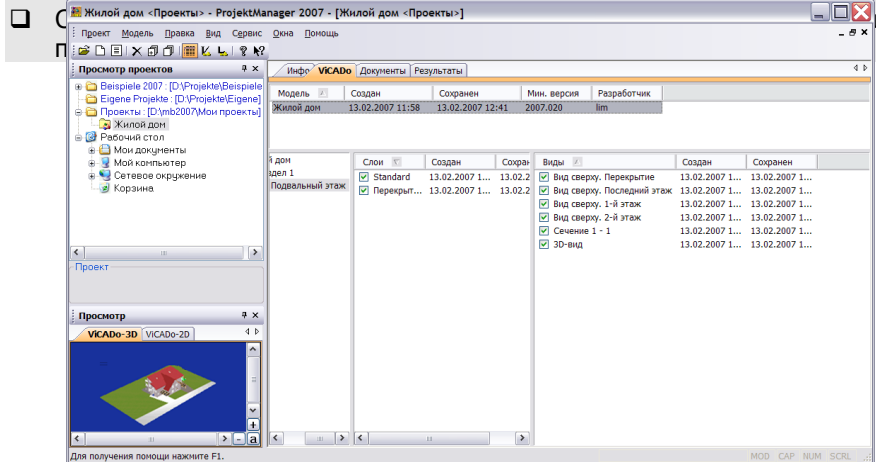 Жилой дом <Проекты> - ProjektManager 2007 - [Жилой дом <Проекты>]
Проект Модель Правка Вид Сервис Окна Помощь
Просмотр проектов
Beispiele 2007 : [D:\Projekte\Beispiele
Eigene Projekte : [D:\Projekte\Eigene]
Проекты : [D:\mb2007\Мои проекты]
Жилой дом
Рабочий стол
Мои документы
Мой компьютер
Сетевое окружение
Корзина
Проект
Просмотр
ViCADo-3D ViCADo-2D
Инфо ViCADo Документы Результаты
Модель Создан Сохранен Мин. версия Разработчик
Жилой дом 13.02.2007 11:58 13.02.2007 12:41 2007.020 lim
й дом
здел 1
Подвальный этаж
Слои Создан Сохран
Standard 13.02.2007 1... 13.02.2
Перекрыт... 13.02.2007 1... 13.02.2
Виды Создан Сохранен
Вид сверху. Перекрытие 13.02.2007 1... 13.02.2007 1...
Вид сверху. Последний этаж 13.02.2007 1... 13.02.2007 1...
Вид сверху. 1-й этаж 13.02.2007 1... 13.02.2007 1...
Вид сверху. 2-й этаж 13.02.2007 1... 13.02.2007 1...
Сечение 1 - 1 13.02.2007 1... 13.02.2007 1...
3D-вид 13.02.2007 1... 13.02.2007 1...
Для получения помощи нажмите F1.
MOD CAP NUM SCRL